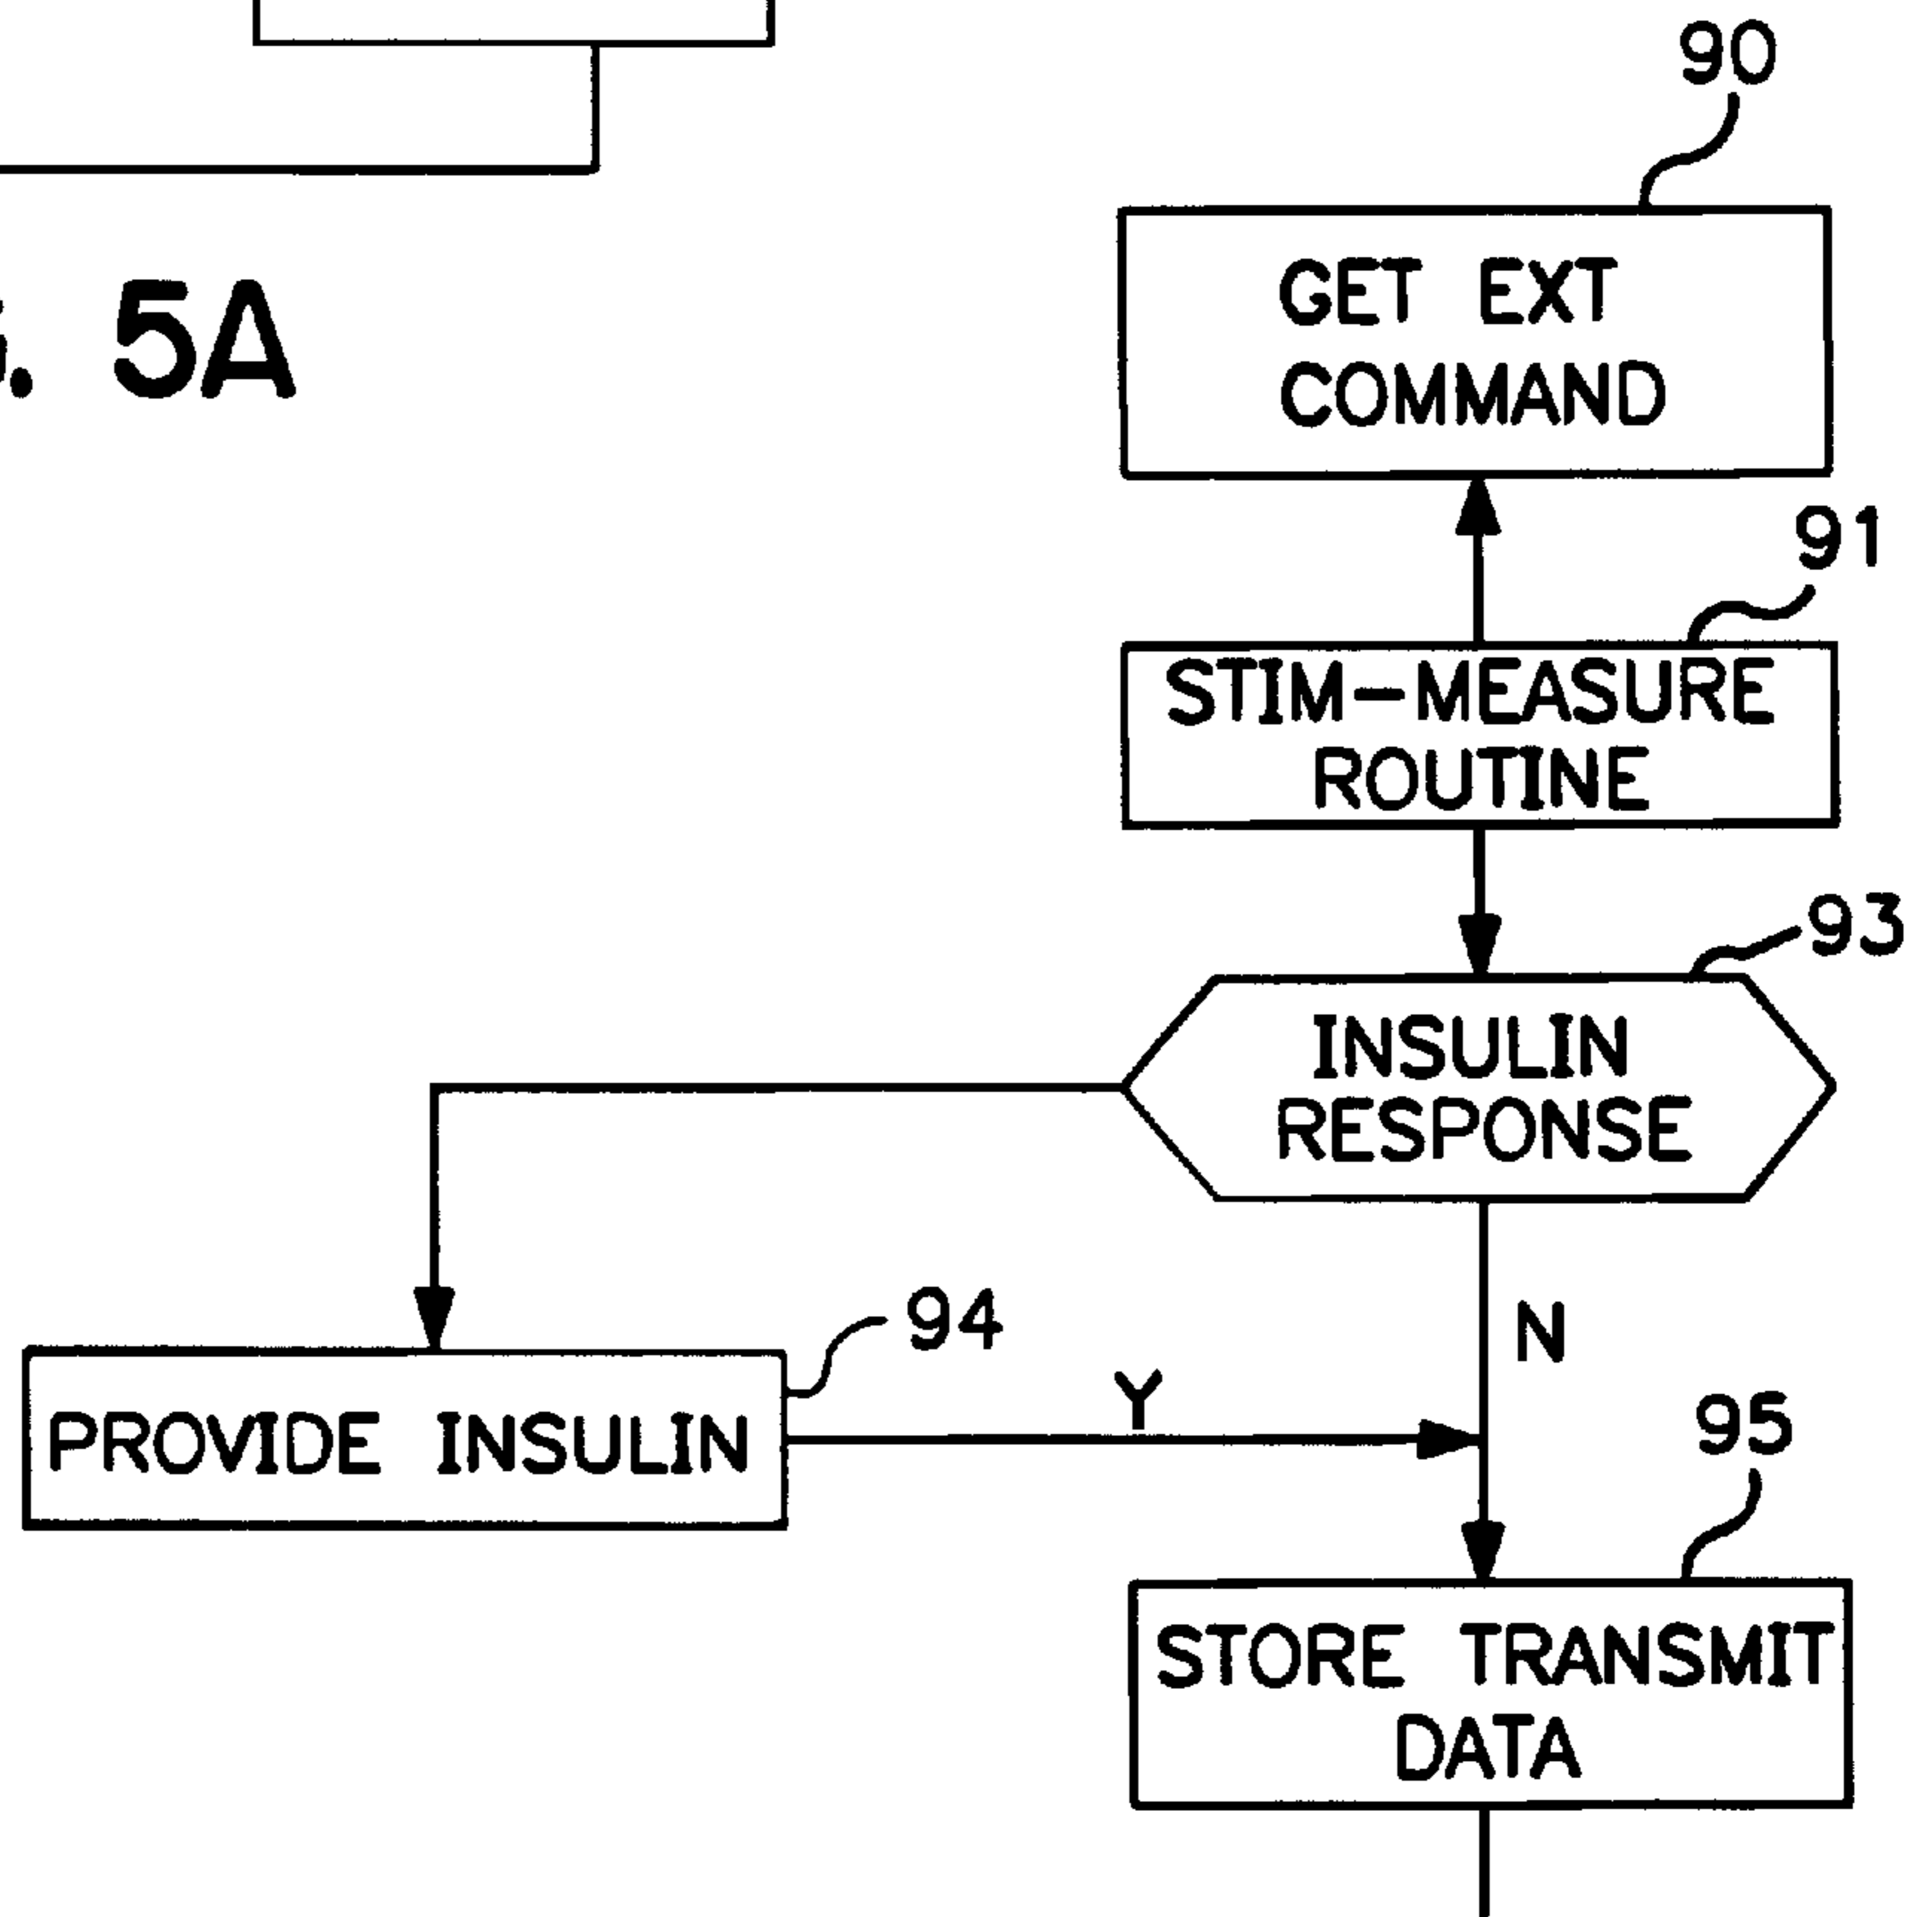 90
5A
GET EXT
COMMAND
91
STIM-MEASURE
ROUTINE
93
INSULIN
RESPONSE
94
N
Y
PROVIDE INSULIN
95
STORE TRANSMIT
DATA